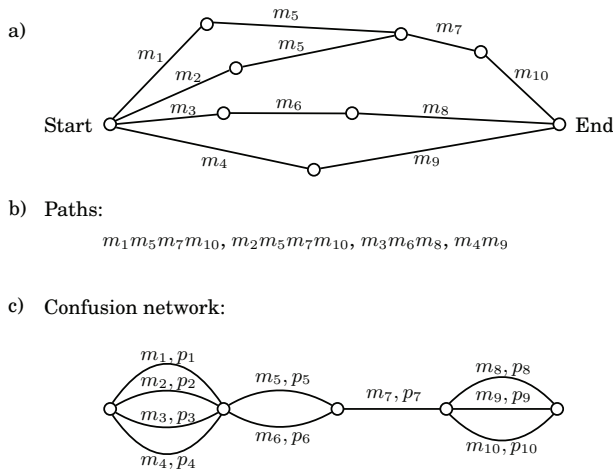 a)
m₅
m₇
m₁
m₅
m₂
m₁₀
m₃
m₆
m₈
Start
End
m₄
m₉
b) Paths:
m₁m₅m₇m₁₀, m₂m₅m₇m₁₀, m₃m₆m₈, m₄m₉
c) Confusion network:
m₁, p₁
m₂, p₂
m₃, p₃
m₄, p₄
m₅, p₅
m₆, p₆
m₇, p₇
m₈, p₈
m₉, p₉
m₁₀, p₁₀